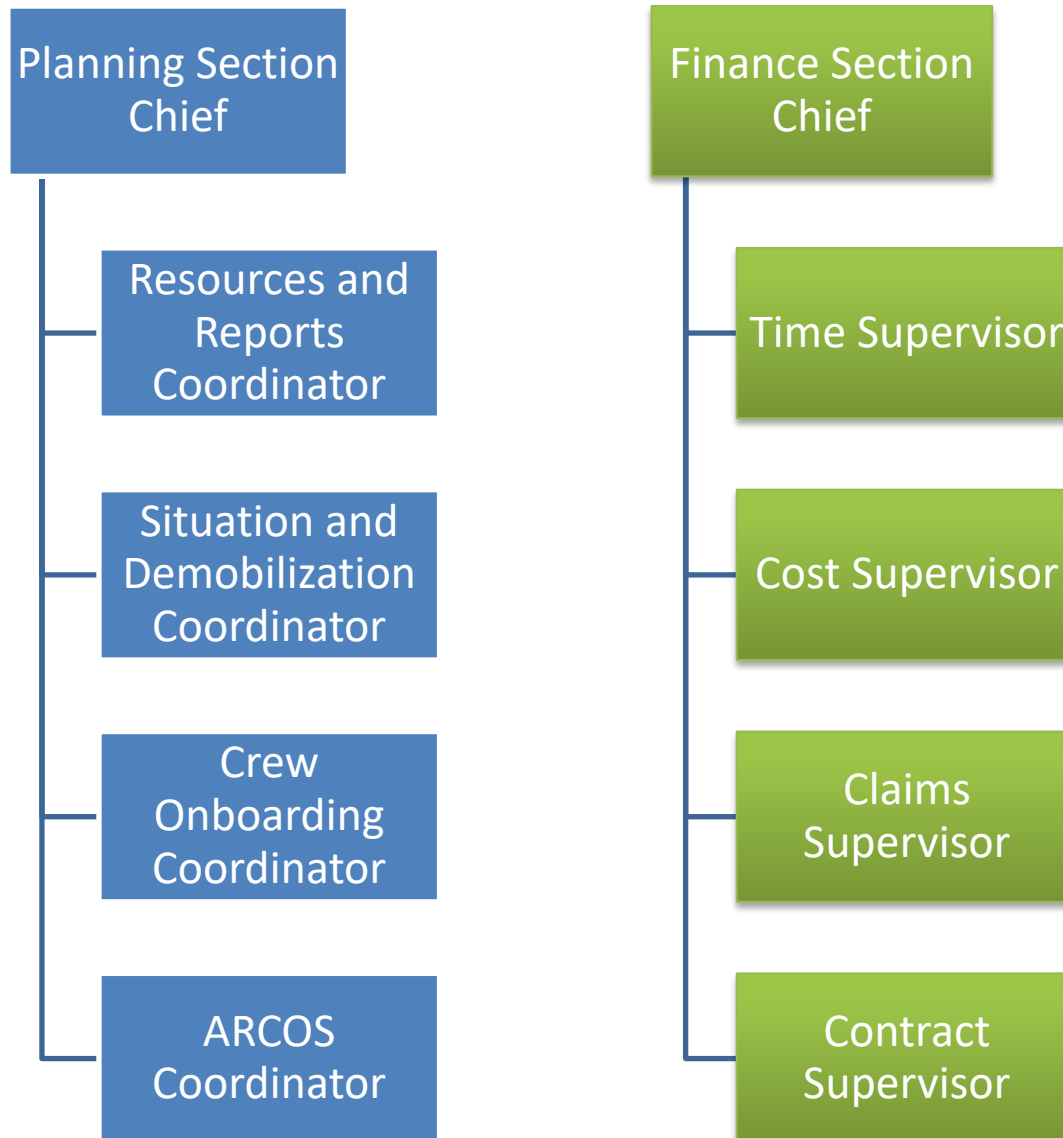 Planning Section
Chief
Resources and
Reports
Coordinator
Situation and
Demobilization
Coordinator
Crew
Onboarding
Coordinator
ARCOS
Coordinator
Finance Section
Chief
Time Supervisor
Cost Supervisor
Claims
Supervisor
Contract
Supervisor